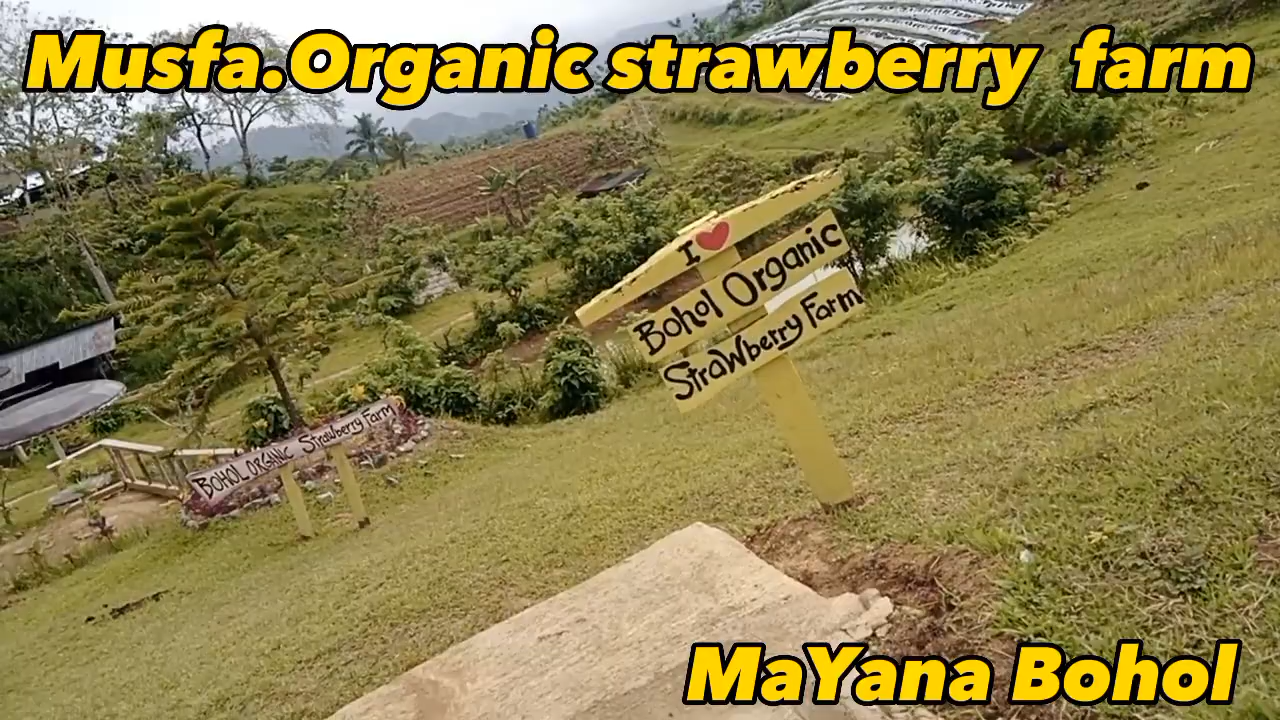 Musfa.Organic strawberry farm
I ❤
Bohol Organic
Strawberry Farm
BOHOL ORGANIC Strawberry Farm
MaYana Bohol